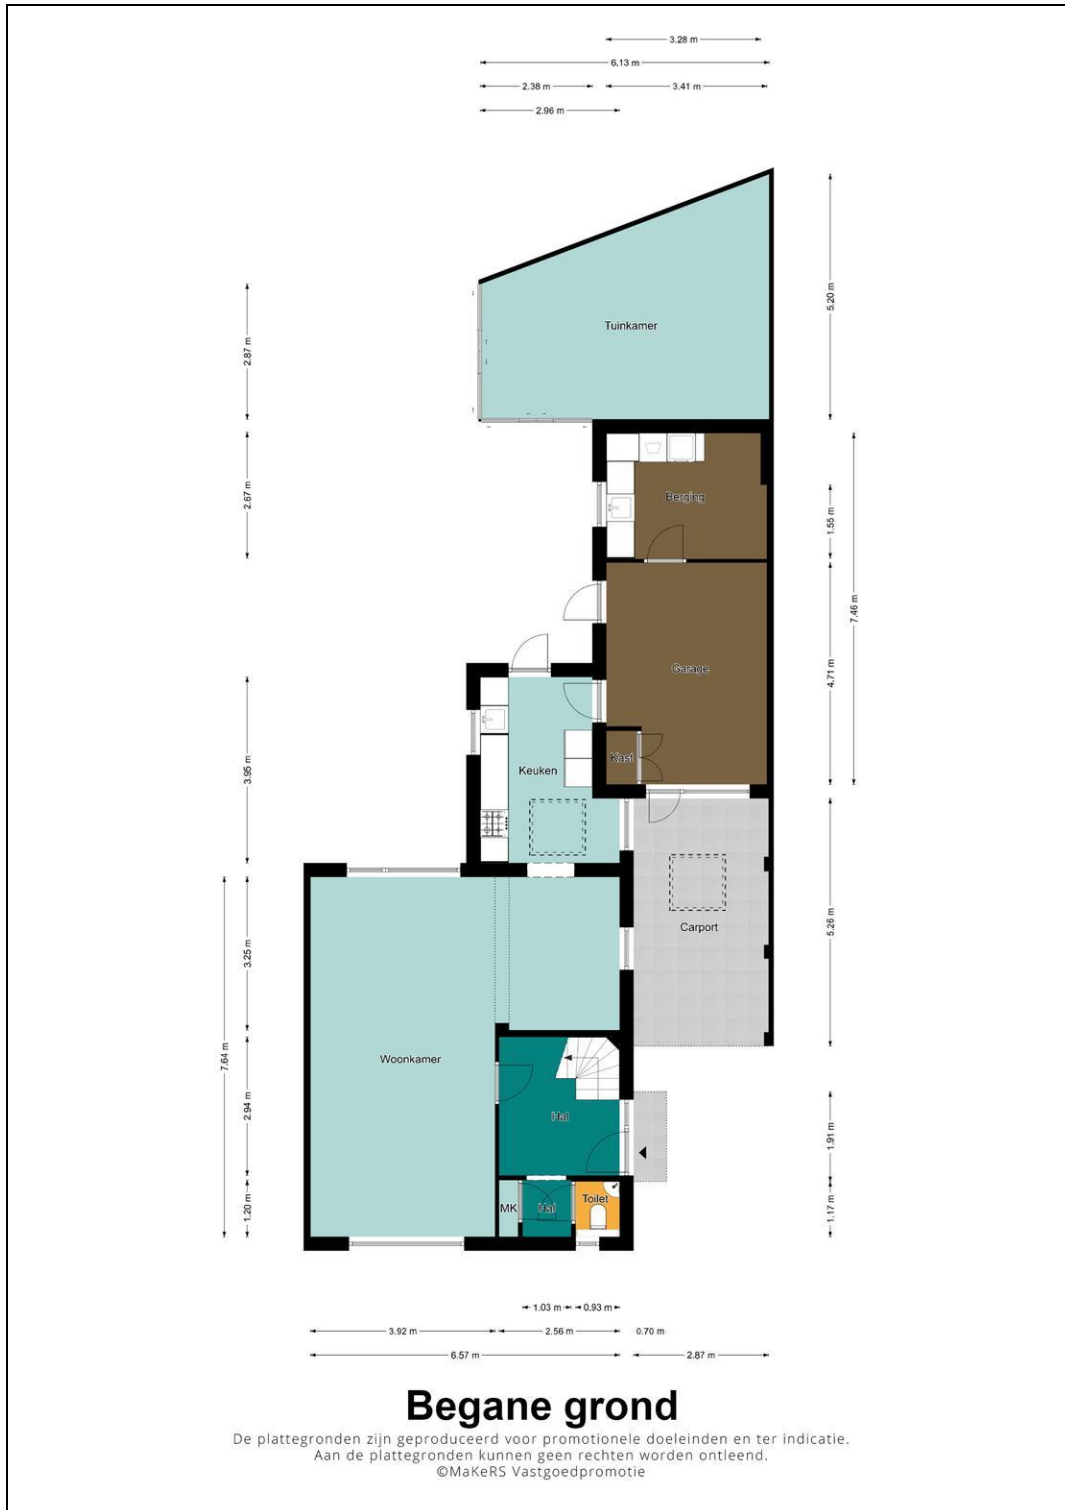 3.28 m
6.13 m
2.38 m
3.41 m
2.96 m
Tuinkamer
2.87 m
5.20 m
2.67 m
Berging
1.55 m
7.46 m
Garage
4.71 m
Kast
Keuken
3.95 m
Carport
5.26 m
3.25 m
7.64 m
Woonkamer
2.94 m
Hal
1.91 m
1.20 m
MK
Hal
Toilet
1.17 m
1.03 m
0.93 m
3.92 m
2.56 m
0.70 m
6.57 m
2.87 m
Begane grond
De plattegronden zijn geproduceerd voor promotionele doeleinden en ter indicatie.
Aan de plattegronden kunnen geen rechten worden ontleend.
©MaKeRS Vastgoedpromotie